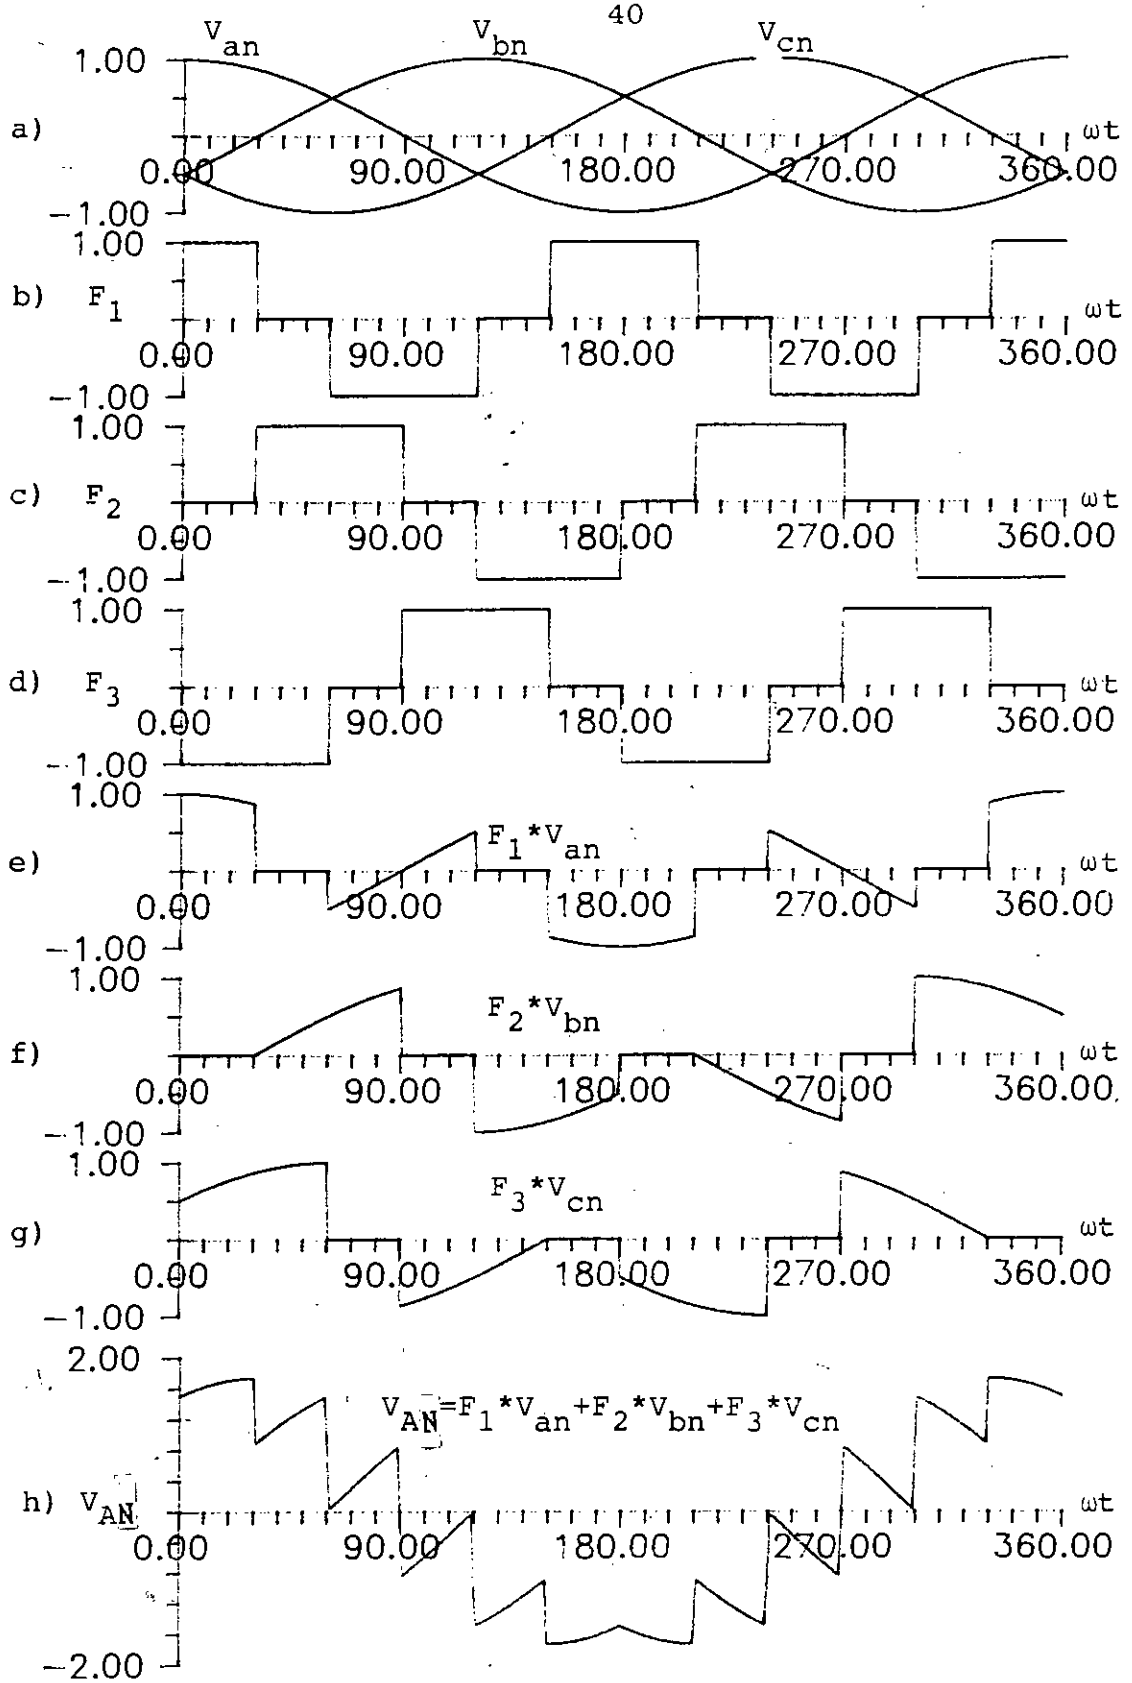 40
V_an V_bn V_cn
1.00
a) ωt
0.00 90.00 180.00 270.00 360.00
−1.00
1.00
b) F_1 ωt
0.00 90.00 180.00 270.00 360.00
−1.00
1.00
c) F_2 ωt
0.00 90.00 180.00 270.00 360.00
−1.00
1.00
d) F_3 ωt
0.00 90.00 180.00 270.00 360.00
−1.00
1.00
F_1*V_an
e) ωt
0.00 90.00 180.00 270.00 360.00
−1.00
1.00
F_2*V_bn
f) ωt
0.00 90.00 180.00 270.00 360.00
−1.00
1.00
F_3*V_cn
g) ωt
0.00 90.00 180.00 270.00 360.00
−1.00
2.00
V_AN=F_1*V_an+F_2*V_bn+F_3*V_cn
h) V_AN ωt
0.00 90.00 180.00 270.00 360.00
−2.00